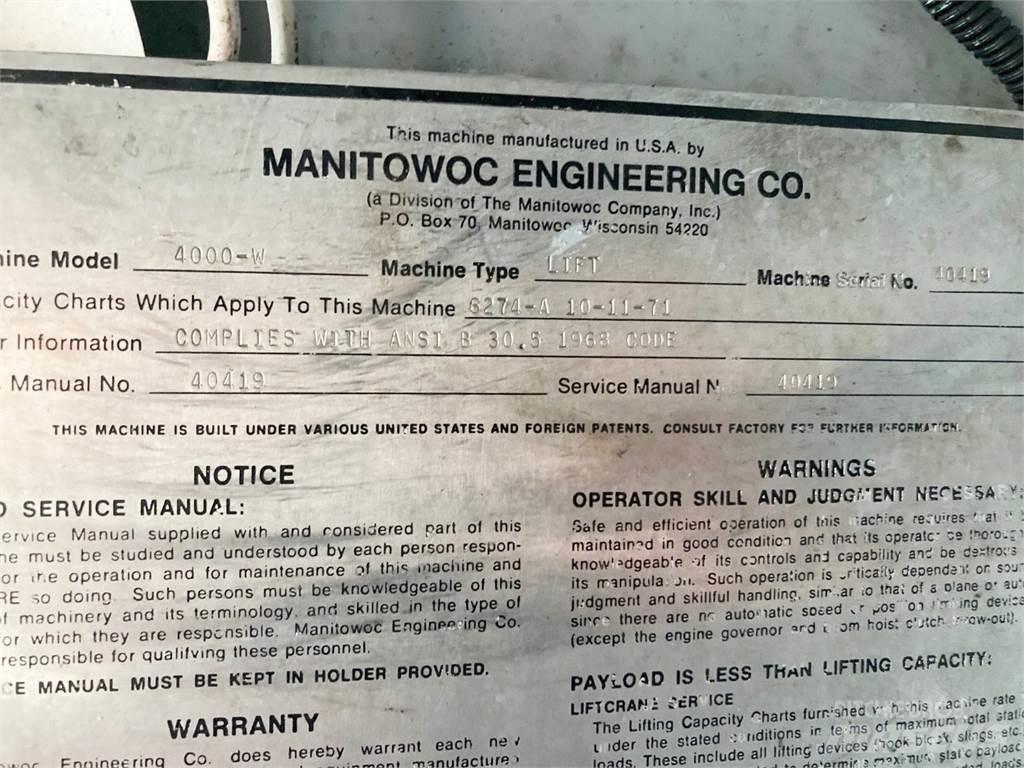 This machine manufactured in U.S.A. by
MANITOWOC ENGINEERING CO.
(a Division of The Manitowoc Company, Inc.)
P.O. Box 70, Manitowoc, Wisconsin 54220
hine Model 4000-W Machine Type LIFT Machine Serial No. 40419
city Charts Which Apply To This Machine 6274-A 10-11-71
r Information COMPLIES WITH ANSI B 30.5 1968 CODE
Manual No. 40419 Service Manual N 40419
THIS MACHINE IS BUILT UNDER VARIOUS UNITED STATES AND FOREIGN PATENTS. CONSULT FACTORY FOR FURTHER INFORMATION.
NOTICE
D SERVICE MANUAL:
ervice Manual supplied with and considered part of this
ne must be studied and understood by each person respon-
or the operation and for maintenance of this machine and
RE so doing. Such persons must be knowledgeable of this
f machinery and its terminology, and skilled in the type of
for which they are responsible. Manitowoc Engineering Co.
responsible for qualifying these personnel.
CE MANUAL MUST BE KEPT IN HOLDER PROVIDED.
WARRANTY
woc Engineering Co. does hereby warrant each new
manufacture
WARNINGS
OPERATOR SKILL AND JUDGMENT NECESSARY:
Safe and efficient operation of this machine requires that
maintained in good condition and that its operator be thorough
knowledgeable of its controls and capability and be dextrous
its manipulation. Such operation is critically dependent on soun
judgment and skillful handling, similar to that of a plane or aut
since there are no automatic speed or position limiting device
(except the engine governor and boom hoist clutch throw-out).
PAYLOAD IS LESS THAN LIFTING CAPACITY:
LIFTCRANE SERVICE
The Lifting Capacity Charts furnished with this machine rate
under the stated conditions in terms of maximum total static
loads. These include all lifting devices (hook block, slings, etc.
to determine maximum static payload
loads